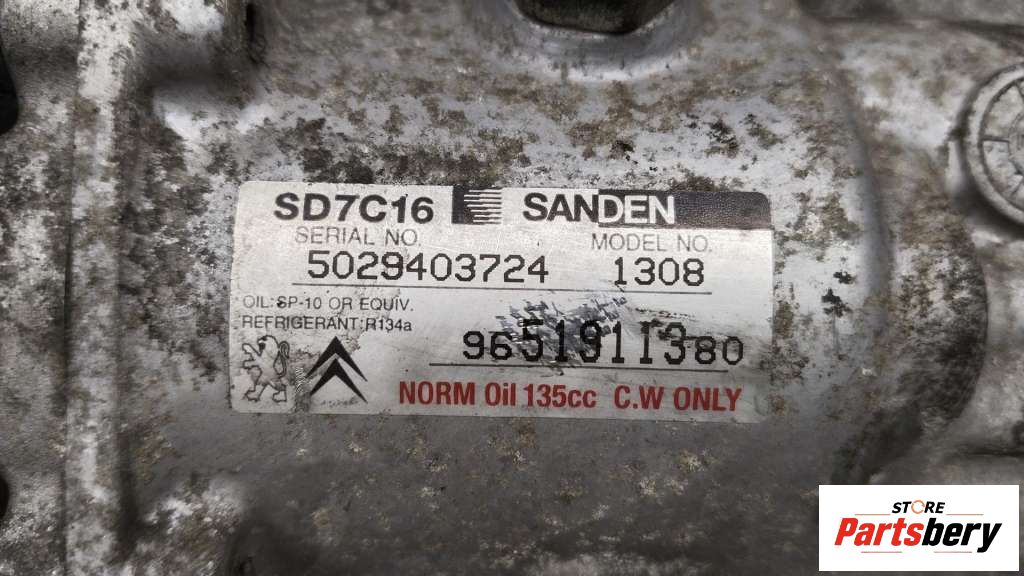 SD7C16 SANDEN
SERIAL NO. MODEL NO.
5029403724 1308
OIL: SP-10 OR EQUIV.
REFRIGERANT: R134a
9651911380
NORM Oil 135cc C.W ONLY
STORE
Partsbery